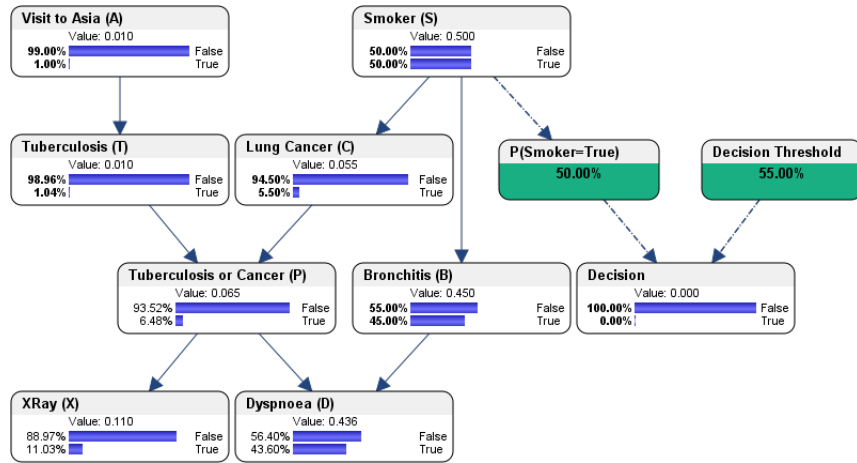 Visit to Asia (A)
Value: 0.010
99.00% False
1.00% True
Smoker (S)
Value: 0.500
50.00% False
50.00% True
Tuberculosis (T)
Value: 0.010
98.96% False
1.04% True
Lung Cancer (C)
Value: 0.055
94.50% False
5.50% True
P(Smoker=True)
50.00%
Decision Threshold
55.00%
Tuberculosis or Cancer (P)
Value: 0.065
93.52% False
6.48% True
Bronchitis (B)
Value: 0.450
55.00% False
45.00% True
Decision
Value: 0.000
100.00% False
0.00% True
XRay (X)
Value: 0.110
88.97% False
11.03% True
Dyspnoea (D)
Value: 0.436
56.40% False
43.60% True